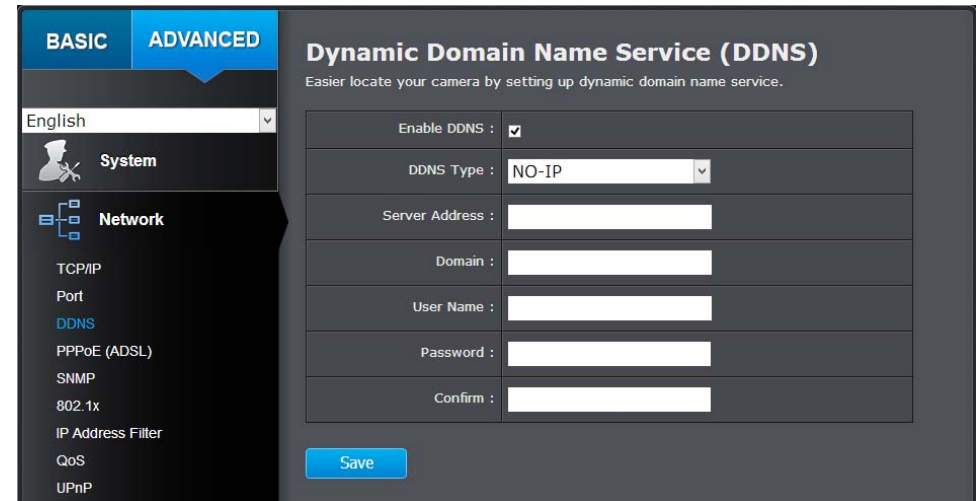 BASIC
ADVANCED
English
System
Network
TCP/IP
Port
DDNS
PPPoE (ADSL)
SNMP
802.1x
IP Address Filter
QoS
UPnP
Dynamic Domain Name Service (DDNS)
Easier locate your camera by setting up dynamic domain name service.
Enable DDNS :
DDNS Type : NO-IP
Server Address :
Domain :
User Name :
Password :
Confirm :
Save